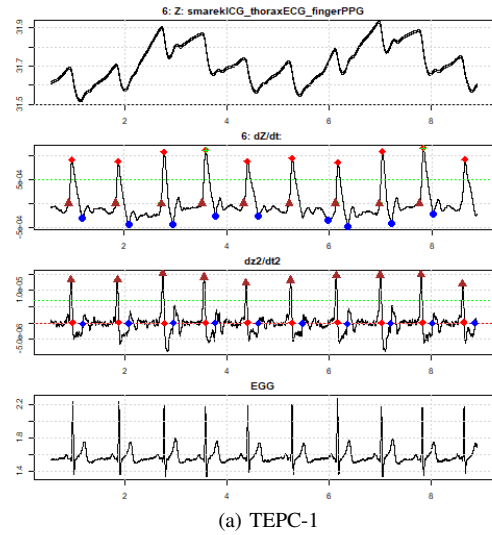 6: Z: smarekICG_thoraxECG_fingerPPG
31.9
31.7
31.5
2 4 6 8
6: dZ/dt:
5e-04
-5e-04
2 4 6 8
dz2/dt2
1.0e-05
-5.0e-06
2 4 6 8
EGG
2.2
1.8
1.4
2 4 6 8
(a) TEPC-1